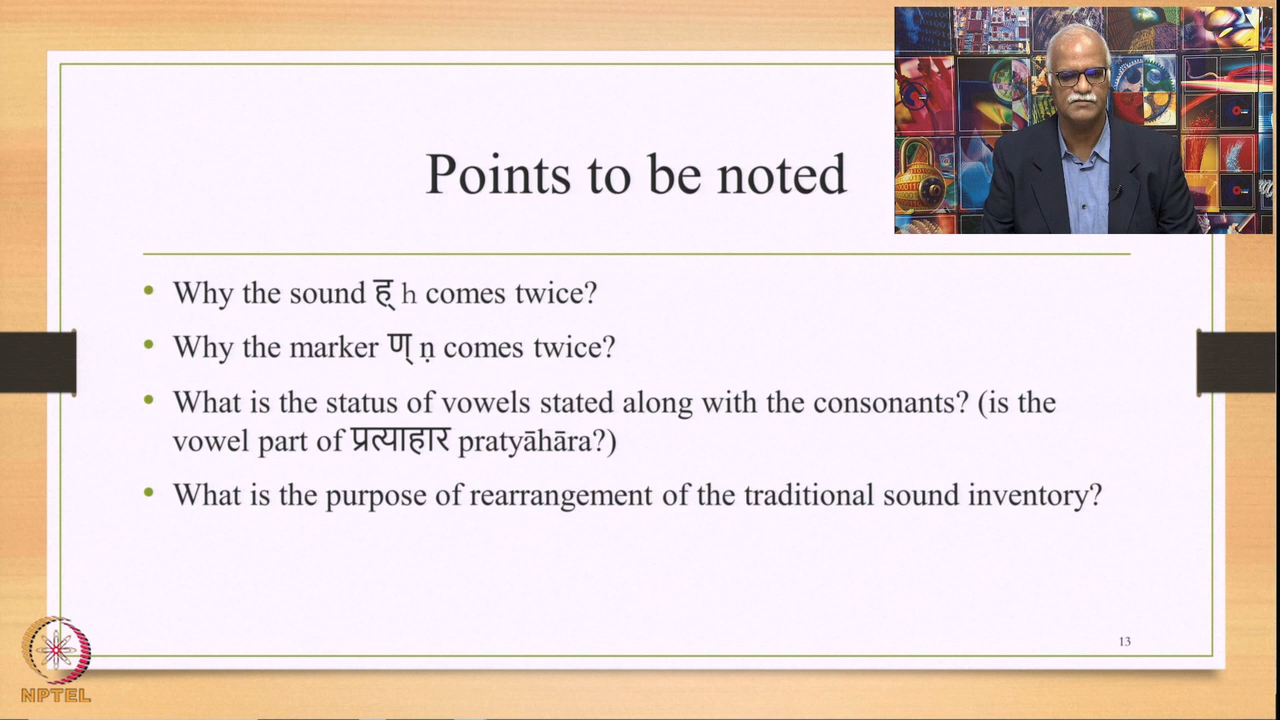 Points to be noted
• Why the sound ह् h comes twice?
• Why the marker ण् ṇ comes twice?
• What is the status of vowels stated along with the consonants? (is the
vowel part of प्रत्याहार pratyāhāra?)
• What is the purpose of rearrangement of the traditional sound inventory?
13
NPTEL